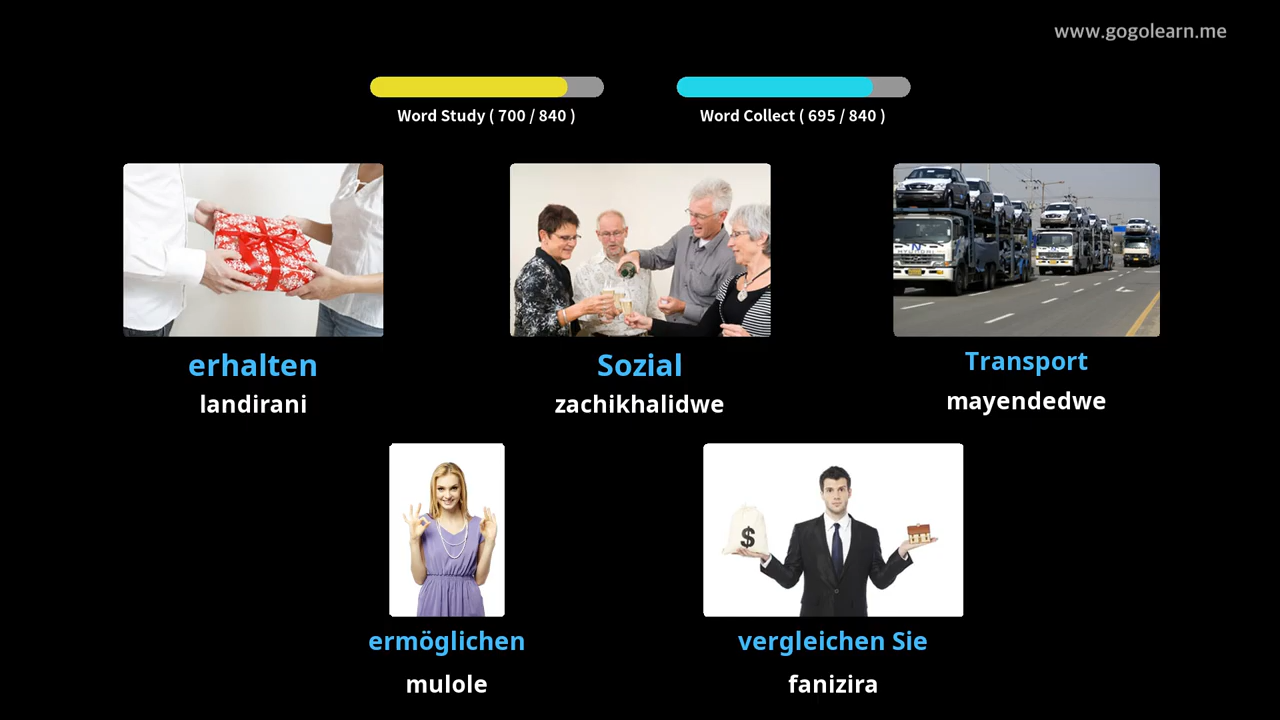 www.gogolearn.me
Word Study ( 700 / 840 )
Word Collect ( 695 / 840 )
erhalten
landirani
Sozial
zachikhalidwe
Transport
mayendedwe
$
ermöglichen
mulole
vergleichen Sie
fanizira